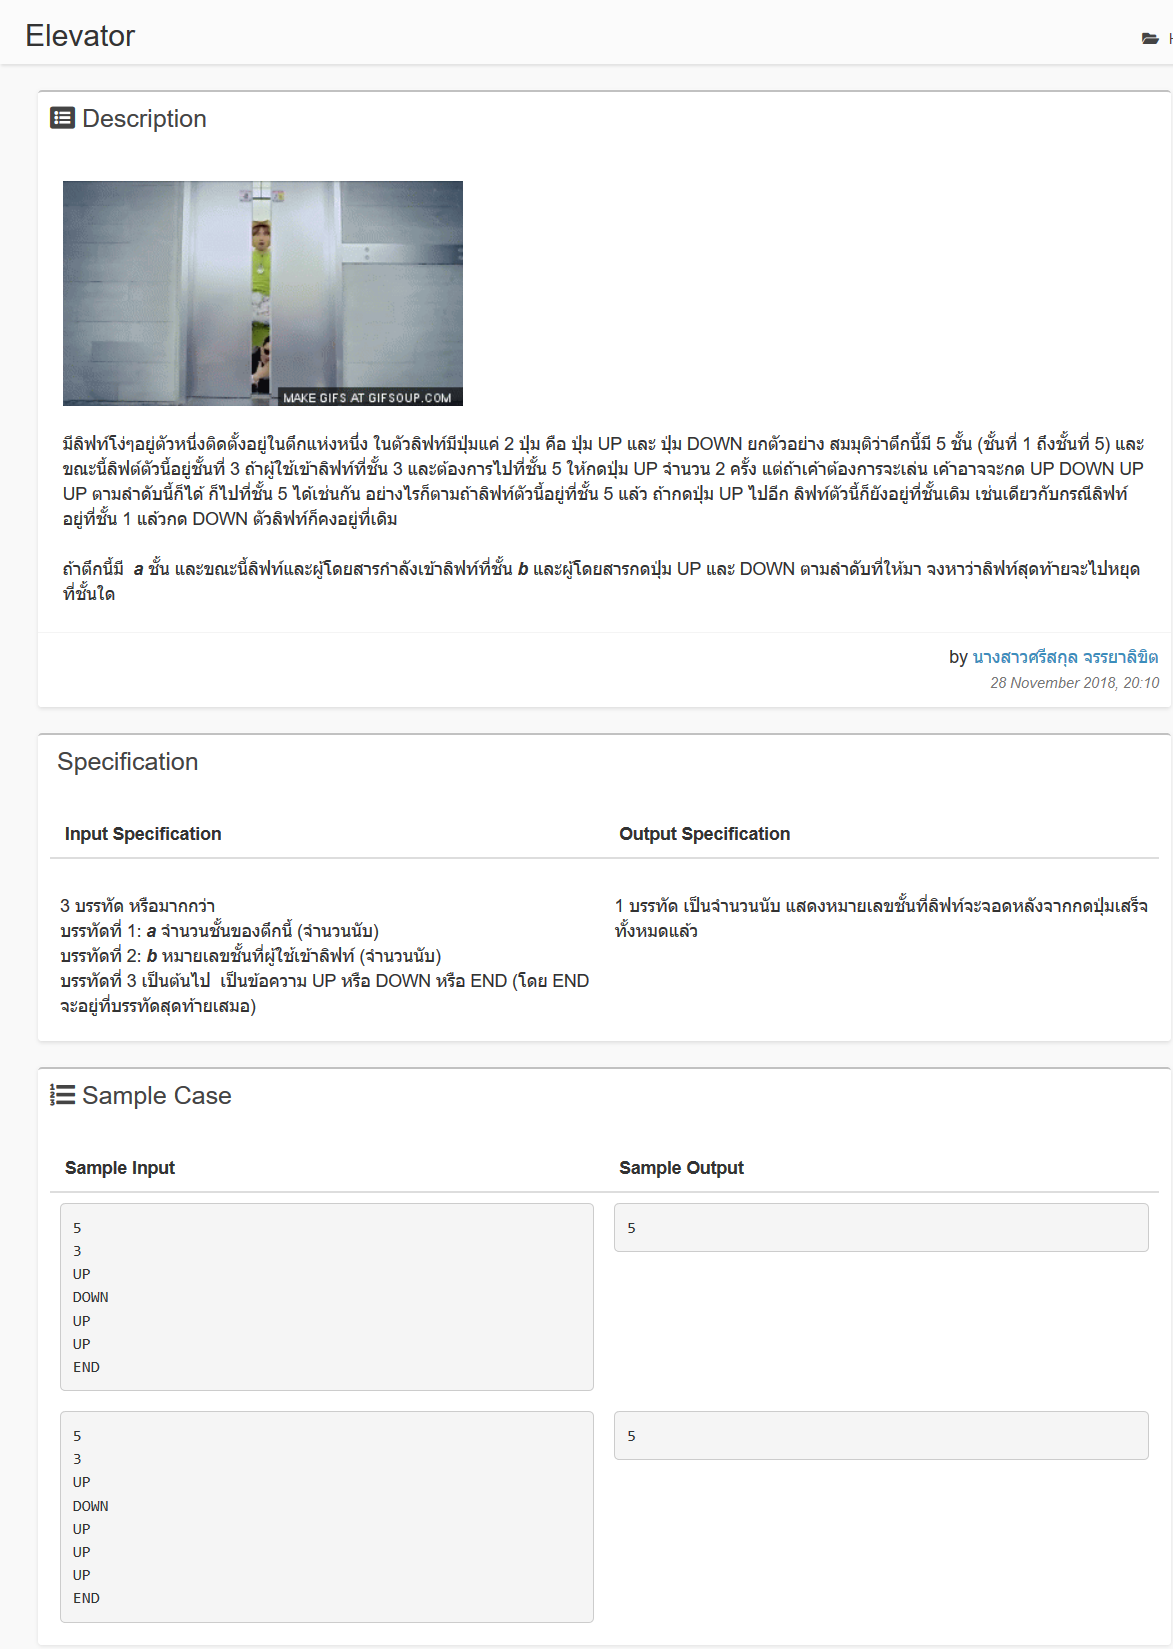 Elevator
Description
MAKE GIFS AT GIFSOUP.COM
มีลิฟท์โง่ๆอยู่ตัวหนึ่งติดตั้งอยู่ในตึกแห่งหนึ่ง ในตัวลิฟท์มีปุ่มแค่ 2 ปุ่ม คือ ปุ่ม UP และ ปุ่ม DOWN ยกตัวอย่าง สมมุติว่าตึกนี้มี 5 ชั้น (ชั้นที่ 1 ถึงชั้นที่ 5) และ
ขณะนี้ลิฟต์ตัวนี้อยู่ชั้นที่ 3 ถ้าผู้ใช้เข้าลิฟท์ที่ชั้น 3 และต้องการไปที่ชั้น 5 ให้กดปุ่ม UP จำนวน 2 ครั้ง แต่ถ้าเค้าต้องการจะเล่น เค้าอาจจะกด UP DOWN UP
UP ตามลำดับนี้ก็ได้ ก็ไปที่ชั้น 5 ได้เช่นกัน อย่างไรก็ตามถ้าลิฟท์ตัวนี้อยู่ที่ชั้น 5 แล้ว ถ้ากดปุ่ม UP ไปอีก ลิฟท์ตัวนี้ก็ยังอยู่ที่ชั้นเดิม เช่นเดียวกับกรณีลิฟท์
อยู่ที่ชั้น 1 แล้วกด DOWN ตัวลิฟท์ก็คงอยู่ที่เดิม
ถ้าตึกนี้มี a ชั้น และขณะนี้ลิฟท์และผู้โดยสารกำลังเข้าลิฟท์ที่ชั้น b และผู้โดยสารกดปุ่ม UP และ DOWN ตามลำดับที่ให้มา จงหาว่าลิฟท์สุดท้ายจะไปหยุด
ที่ชั้นใด
by นางสาวศรีสกุล จรรยาลิขิต
28 November 2018, 20:10
Specification
Input Specification
Output Specification
3 บรรทัด หรือมากกว่า
บรรทัดที่ 1: a จำนวนชั้นของตึกนี้ (จำนวนนับ)
บรรทัดที่ 2: b หมายเลขชั้นที่ผู้ใช้เข้าลิฟท์ (จำนวนนับ)
บรรทัดที่ 3 เป็นต้นไป เป็นข้อความ UP หรือ DOWN หรือ END (โดย END
จะอยู่ที่บรรทัดสุดท้ายเสมอ)
1 บรรทัด เป็นจำนวนนับ แสดงหมายเลขชั้นที่ลิฟท์จะจอดหลังจากกดปุ่มเสร็จ
ทั้งหมดแล้ว
Sample Case
Sample Input
Sample Output
5
3
UP
DOWN
UP
UP
END
5
5
3
UP
DOWN
UP
UP
UP
END
5